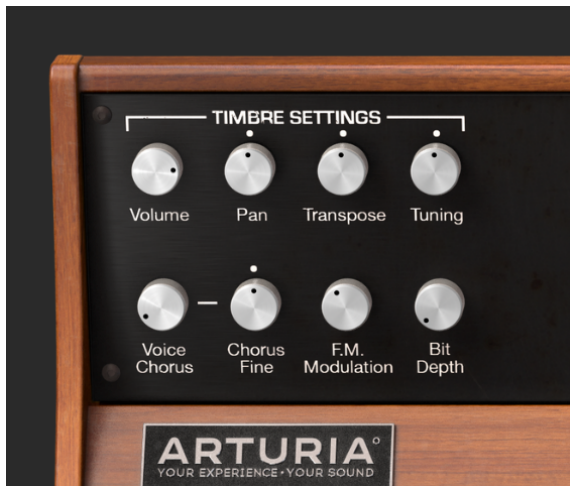 TIMBRE SETTINGS
Volume Pan Transpose Tuning
Voice Chorus Chorus Fine F.M. Modulation Bit Depth
ARTURIA
YOUR EXPERIENCE • YOUR SOUND